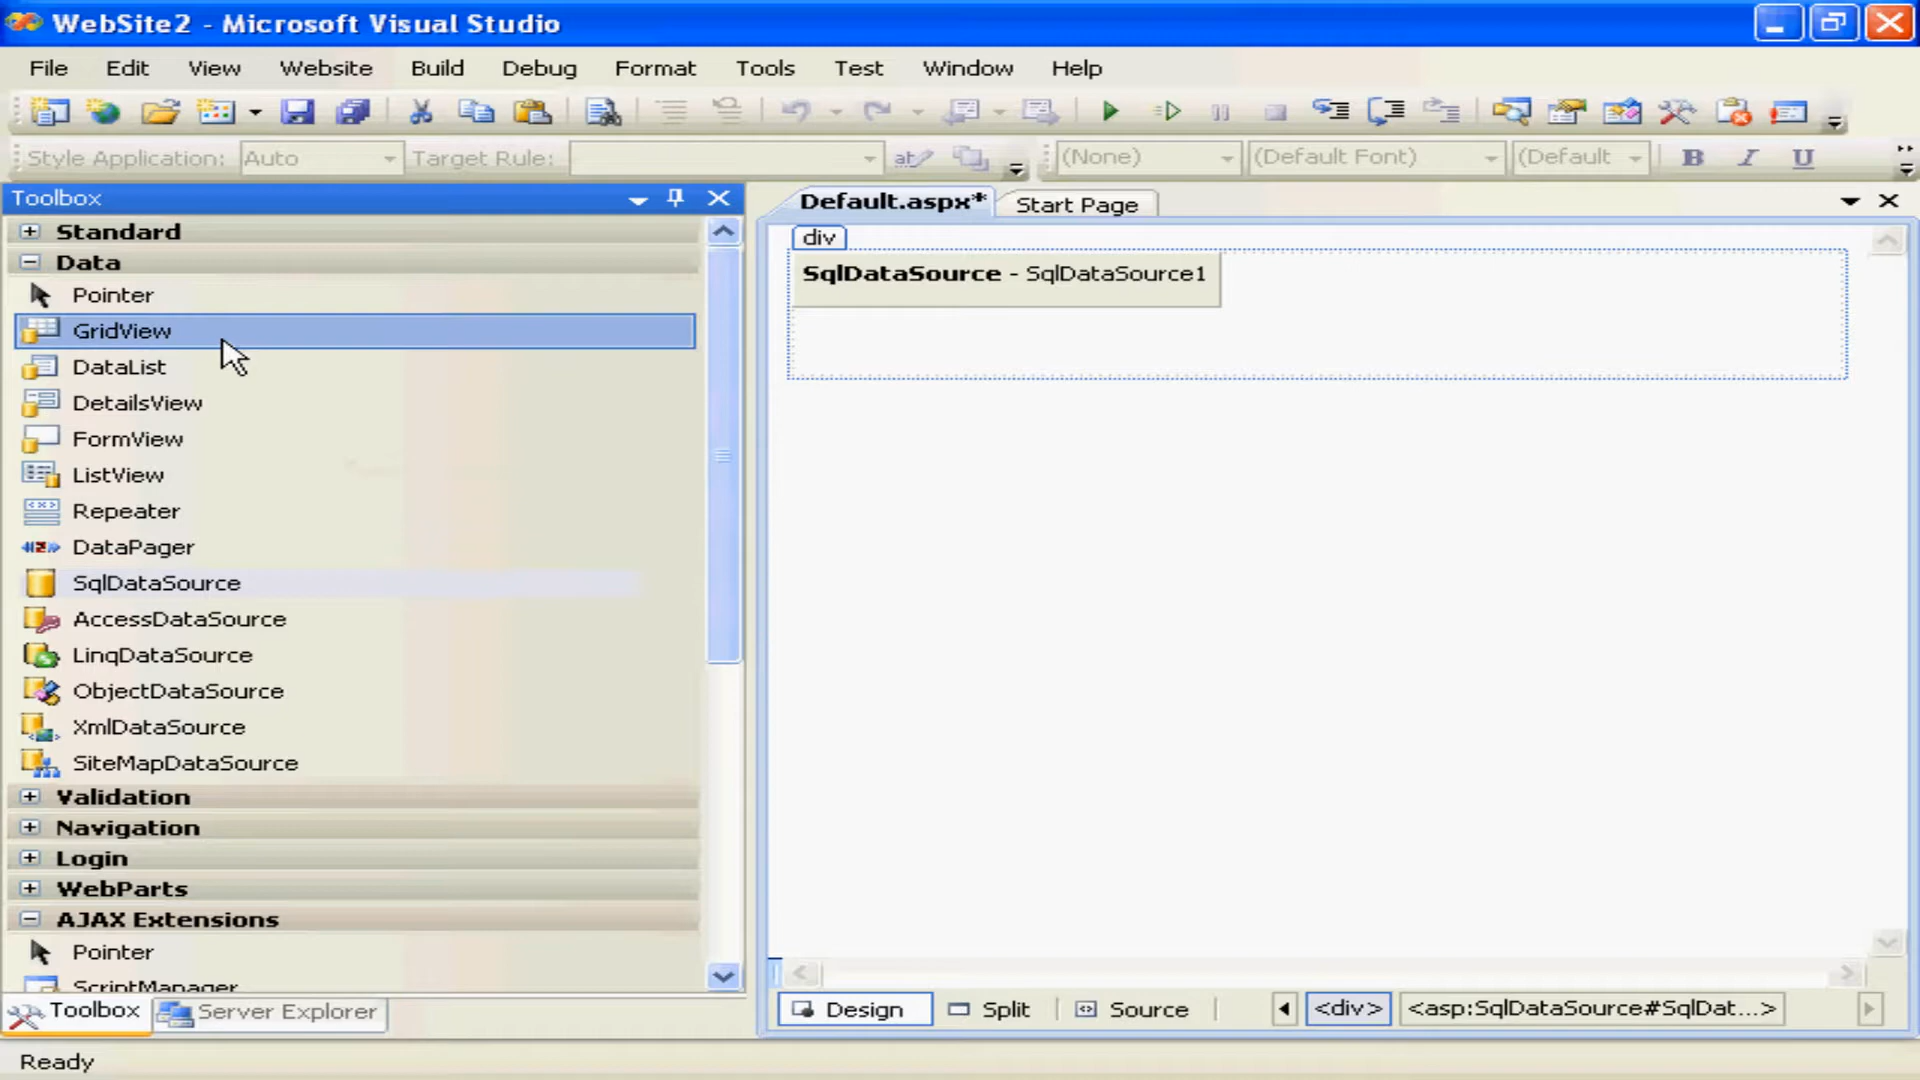 WebSite2 - Microsoft Visual Studio
File Edit View Website Build Debug Format Tools Test Window Help
Style Application: Auto Target Rule: (None) (Default Font) (Default B I U
Toolbox
Default.aspx* Start Page
Standard
div
Data
SqlDataSource - SqlDataSource1
Pointer
GridView
DataList
DetailsView
FormView
ListView
Repeater
DataPager
SqlDataSource
AccessDataSource
LinqDataSource
ObjectDataSource
XmlDataSource
SiteMapDataSource
Validation
Navigation
Login
WebParts
AJAX Extensions
Pointer
ScriptManager
Toolbox Server Explorer
Design Split Source <div> <asp:SqlDataSource#SqlDat...>
Ready